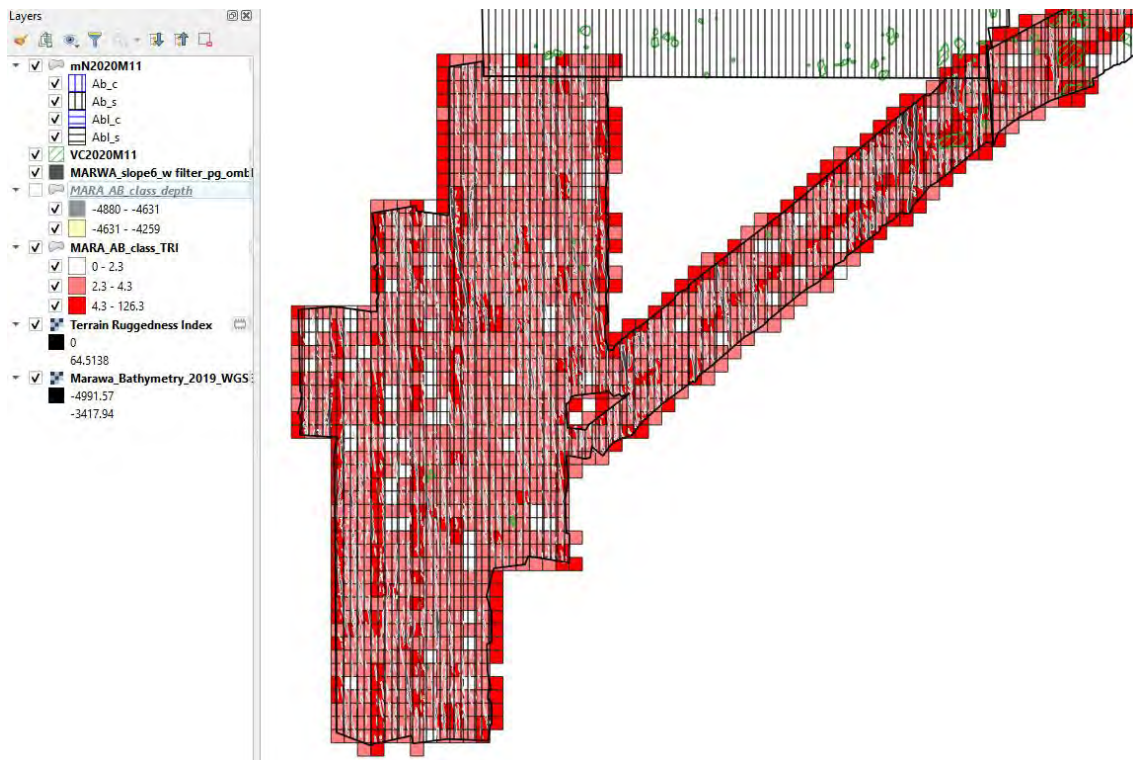 Layers
mN2020M11
Ab_c
Ab_s
Abl_c
Abl_s
VC2020M11
MARWA_slope6_w filter_pg_oml
MARA_AB_class_depth
-4880 - -4631
-4631 - -4259
MARA_AB_class_TRI
0 - 2.3
2.3 - 4.3
4.3 - 126.3
Terrain Ruggedness Index
0
64.5138
Marawa_Bathymetry_2019_WGS
-4991.57
-3417.94